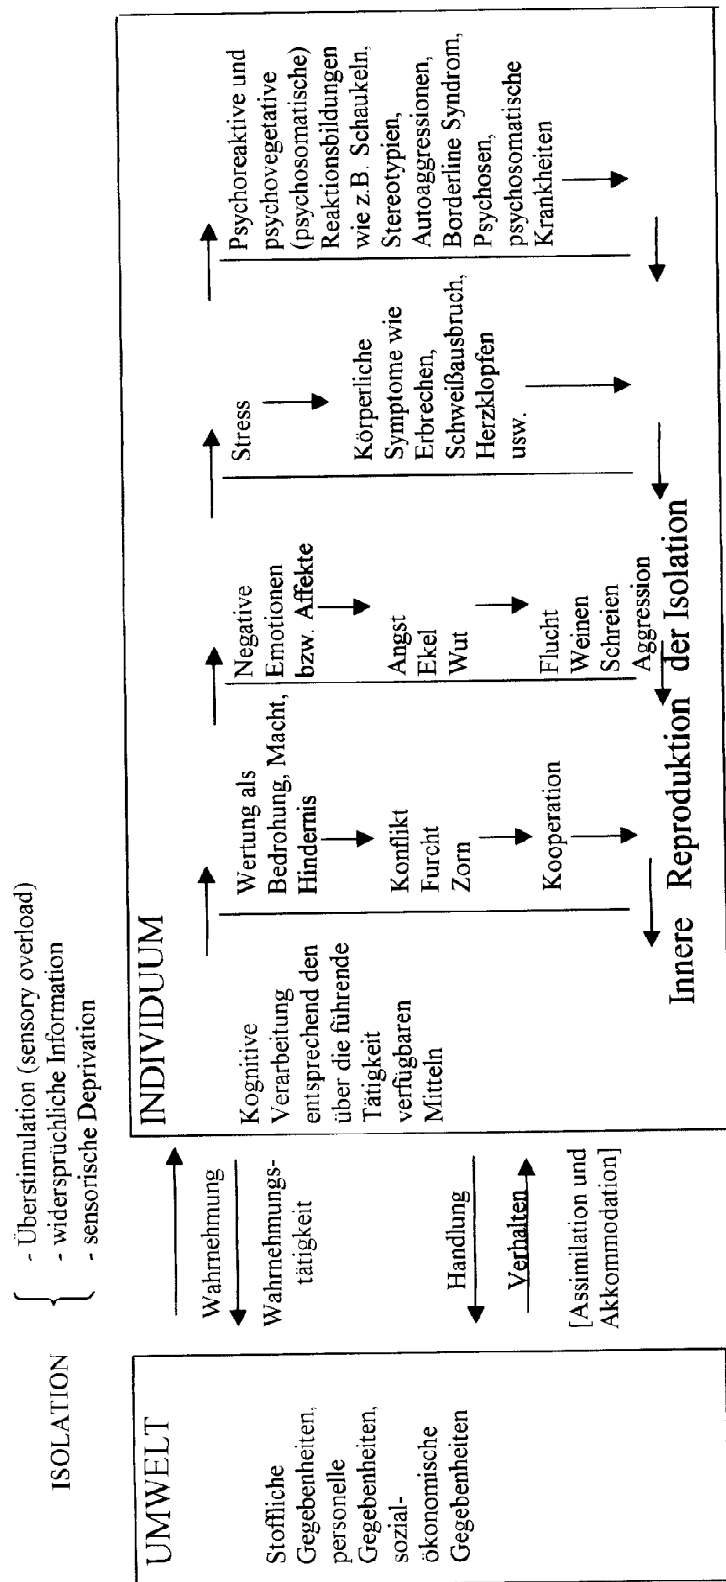 ISOLATION
- Überstimulation (sensory overload)
- widersprüchliche Information
- sensorische Deprivation
UMWELT
Stoffliche
Gegebenheiten,
personelle
Gegebenheiten,
sozial-
ökonomische
Gegebenheiten
Wahrnehmung
Wahrnehmungs-
tätigkeit
Handlung
Verhalten
[Assimilation und
Akkommodation]
INDIVIDUUM
Kognitive
Verarbeitung
entsprechend den
über die führende
Tätigkeit
verfügbaren
Mitteln
Wertung als
Bedrohung, Macht,
Hindernis
Konflikt
Furcht
Zorn
Kooperation
Negative
Emotionen
bzw. Affekte
Angst
Ekel
Wut
Flucht
Weinen
Schreien
Aggression
Stress
Körperliche
Symptome wie
Erbrechen,
Schweißausbruch,
Herzklopfen
usw.
Psychoreaktive und
psychovegetative
(psychosomatische)
Reaktionsbildungen
wie z.B. Schaukeln,
Stereotypien,
Autoaggressionen,
Borderline Syndrom,
Psychosen,
psychosomatische
Krankheiten
Innere Reproduktion der Isolation